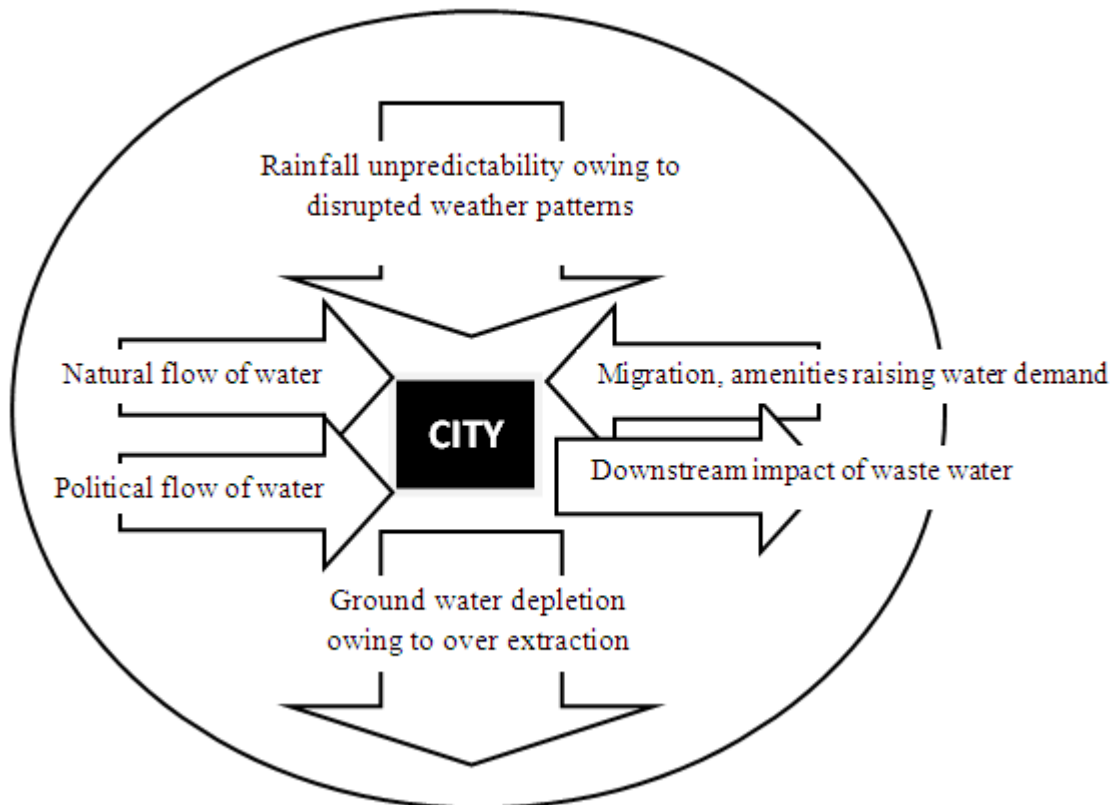 Rainfall unpredictability owing to
disrupted weather patterns
Natural flow of water
Migration, amenities raising water demand
CITY
Political flow of water
Downstream impact of waste water
Ground water depletion
owing to over extraction